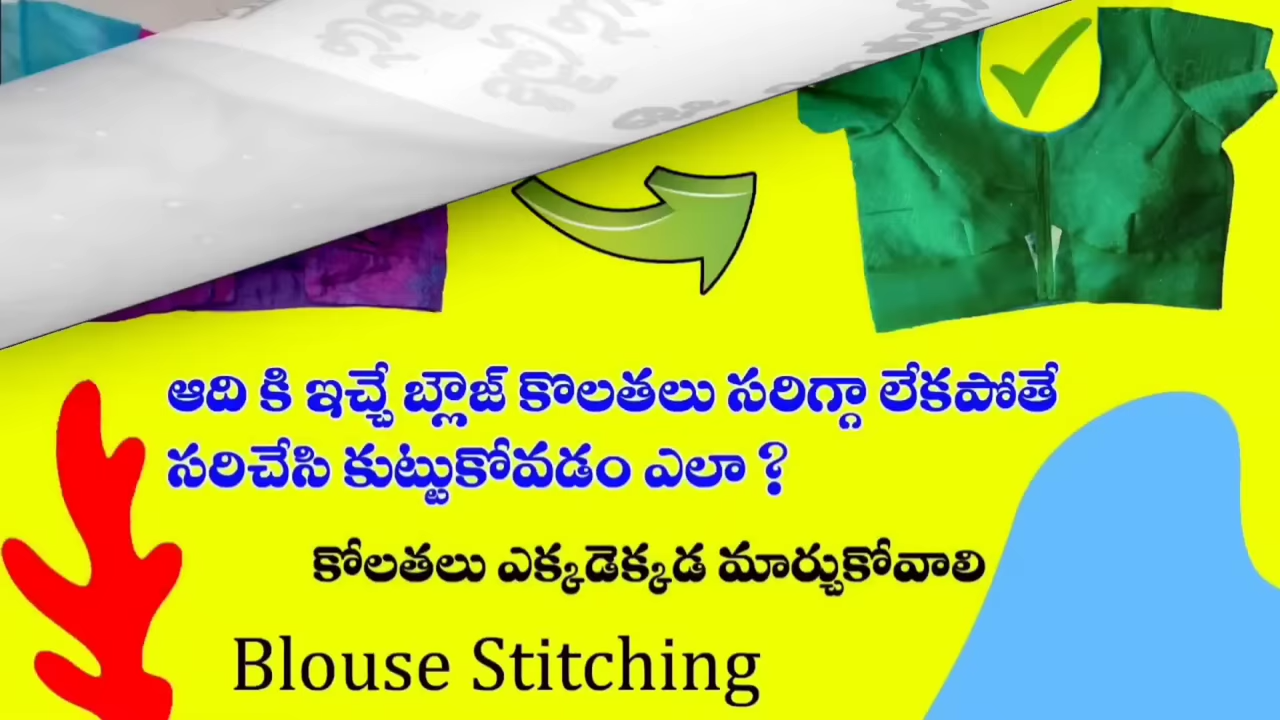 ఆది కి ఇచ్చే బ్లౌజ్ కొలతలు సరిగ్గా లేకపోతే
సరిచేసి కుట్టుకోవడం ఎలా ?
కోలతలు ఎక్కడెక్కడ మార్చుకోవాలి
Blouse Stitching